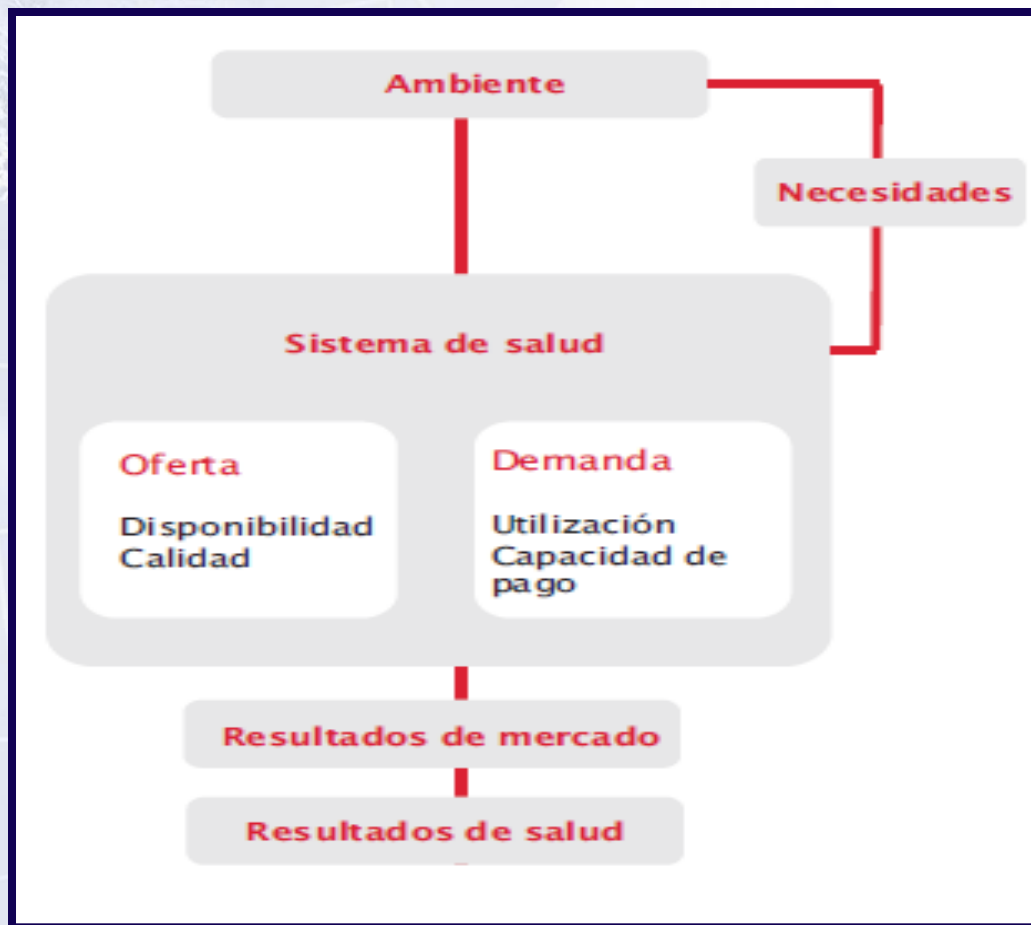 Ambiente
Necesidades
Sistema de salud
Oferta
Disponibilidad
Calidad
Demanda
Utilización
Capacidad de
pago
Resultados de mercado
Resultados de salud